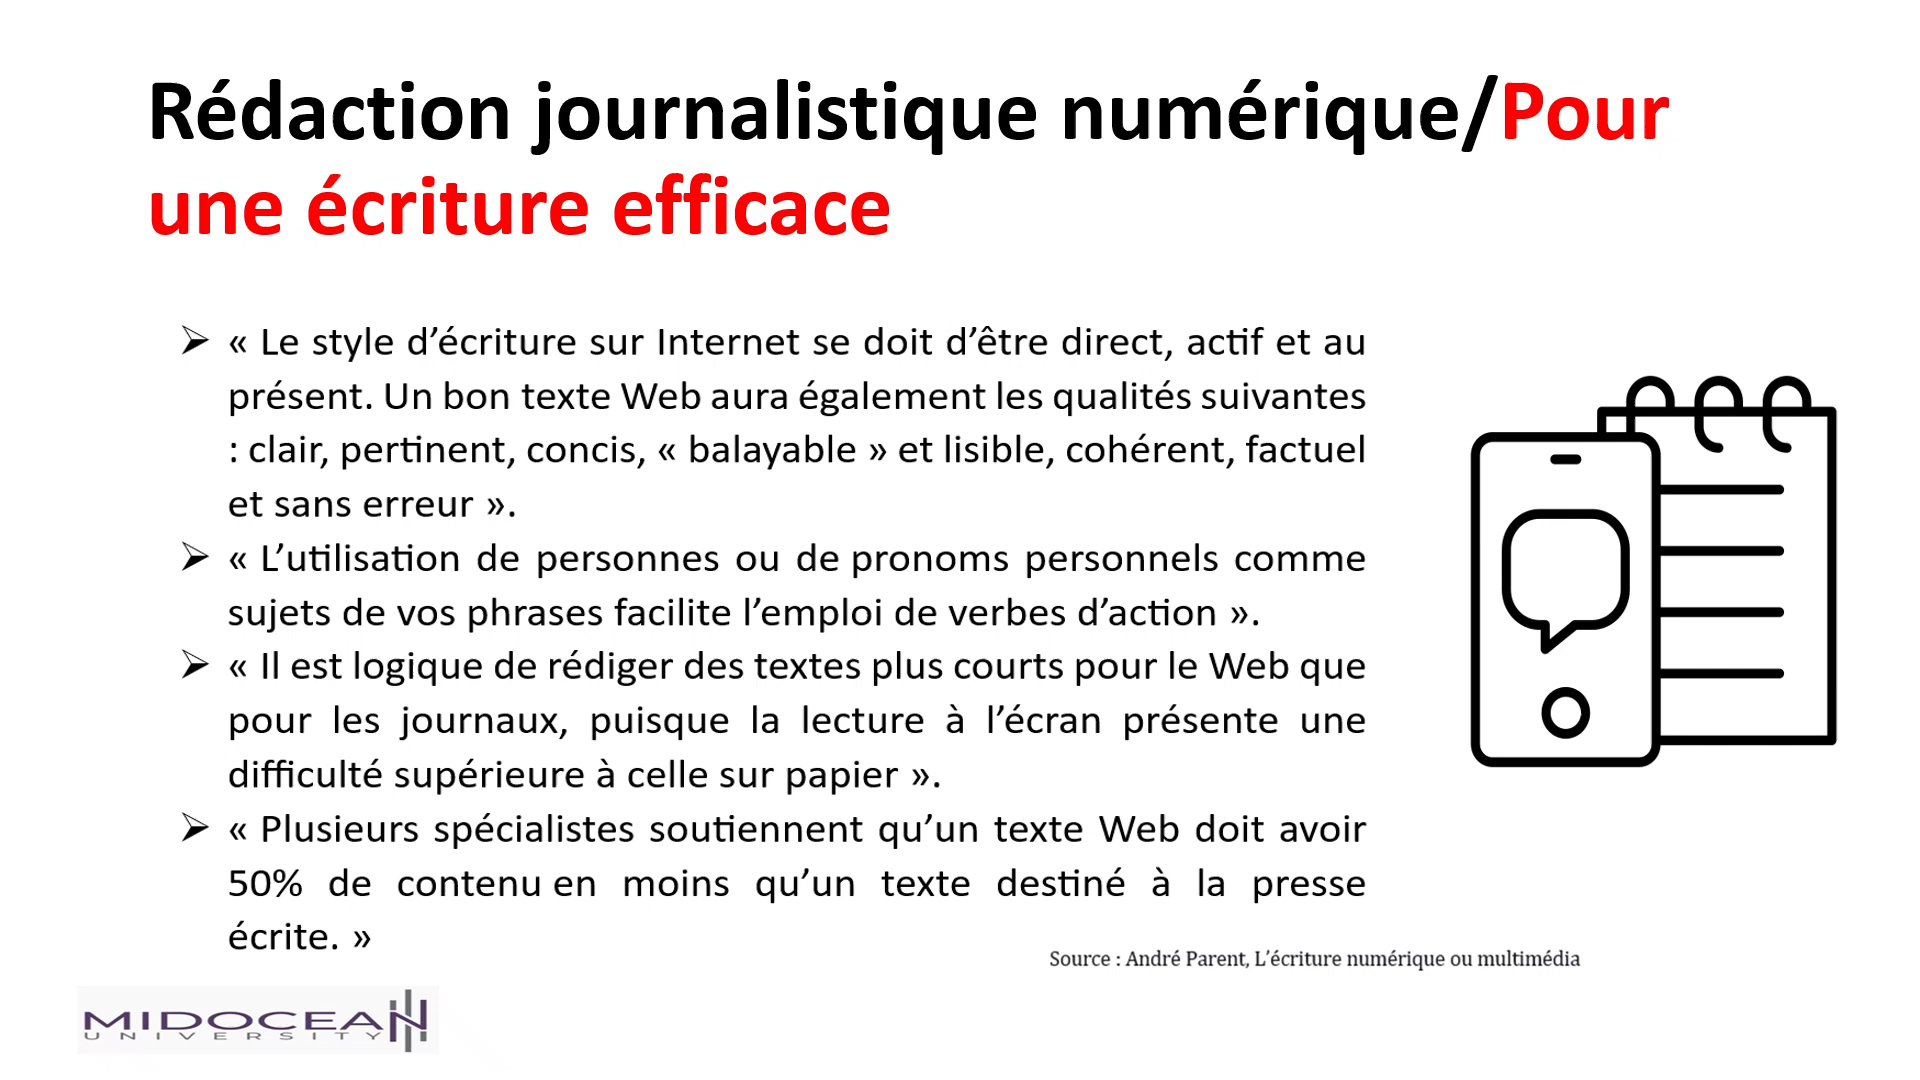 Rédaction journalistique numérique/Pour
une écriture efficace
« Le style d’écriture sur Internet se doit d’être direct, actif et au
présent. Un bon texte Web aura également les qualités suivantes
: clair, pertinent, concis, « balayable » et lisible, cohérent, factuel
et sans erreur ».
« L’utilisation de personnes ou de pronoms personnels comme
sujets de vos phrases facilite l’emploi de verbes d’action ».
« Il est logique de rédiger des textes plus courts pour le Web que
pour les journaux, puisque la lecture à l’écran présente une
difficulté supérieure à celle sur papier ».
« Plusieurs spécialistes soutiennent qu’un texte Web doit avoir
50% de contenu en moins qu’un texte destiné à la presse
écrite. »
Source : André Parent, L’écriture numérique ou multimédia
MIDOCEAN
UNIVERSITY